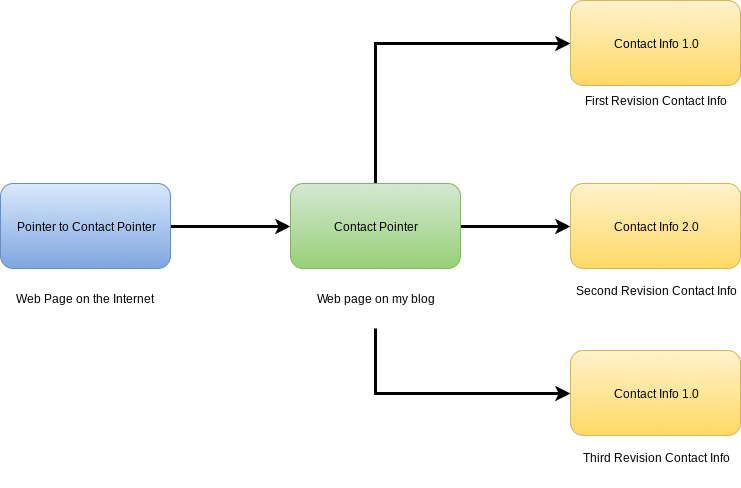 Contact Info 1.0
First Revision Contact Info
Pointer to Contact Pointer
Contact Pointer
Contact Info 2.0
Web Page on the Internet
Web page on my blog
Second Revision Contact Info
Contact Info 1.0
Third Revision Contact Info